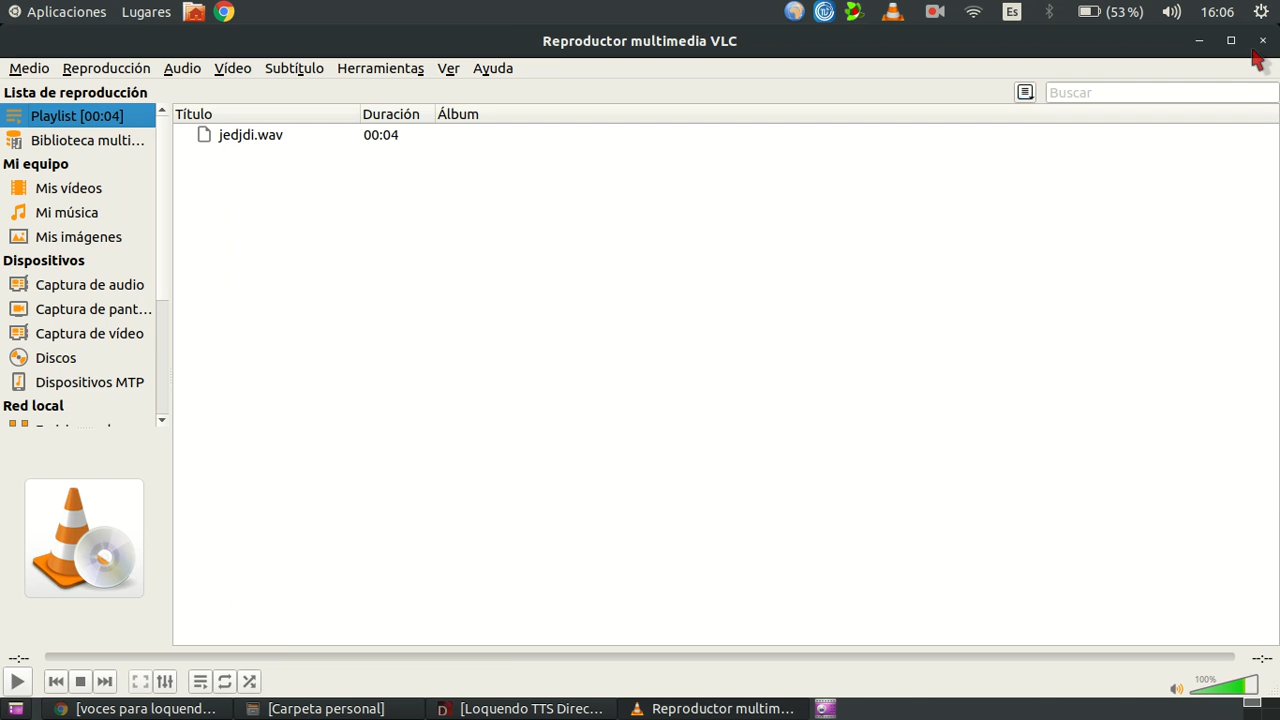 Aplicaciones Lugares Es (53 %) 16:06
Reproductor multimedia VLC
Medio Reproducción Audio Vídeo Subtítulo Herramientas Ver Ayuda
Lista de reproducción Buscar
Playlist [00:04]
Biblioteca multi...
Mi equipo
Mis vídeos
Mi música
Mis imágenes
Dispositivos
Captura de audio
Captura de pant...
Captura de vídeo
Discos
Dispositivos MTP
Red local
Título Duración Álbum
jedjdi.wav 00:04
--:-- --:--
100%
[voces para loquend... [Carpeta personal] [Loquendo TTS Direc... Reproductor multim...